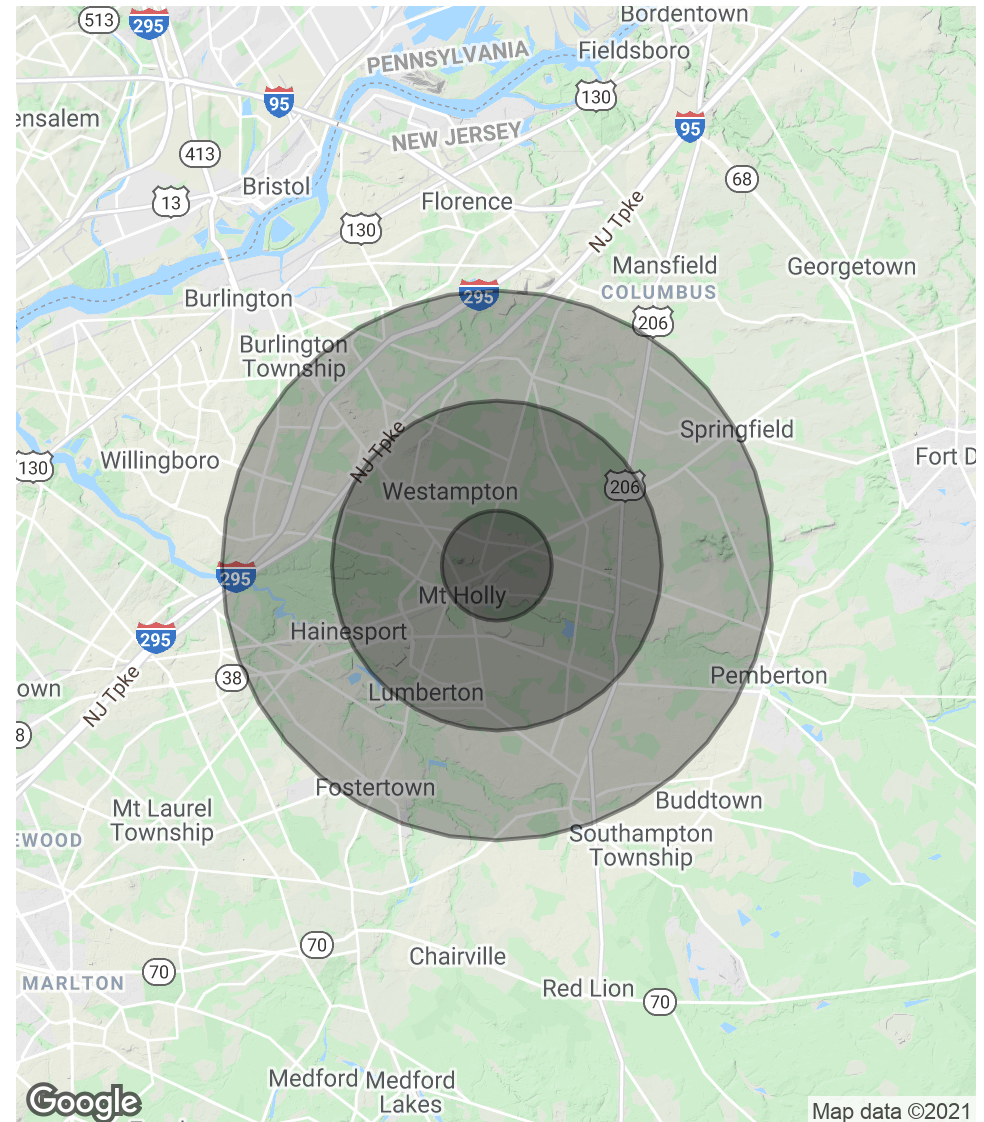 Bordentown
513
295
PENNSYLVANIA
Fieldsboro
130
95
ensalem
95
NEW JERSEY
413
68
Bristol
13
Florence
130
NJ Tpke
Mansfield
Georgetown
COLUMBUS
Burlington
295
206
Burlington
Township
Springfield
NJ Tpke
Willingboro
Fort D
130
Westampton
206
295
Mt Holly
Hainesport
295
38
Pemberton
own
NJ Tpke
Lumberton
8
Fostertown
Mt Laurel
Township
Buddtown
EWOOD
Southampton
Township
70
Chairville
70
MARLTON
Red Lion
70
Medford
Medford
Lakes
Google
Map data ©2021